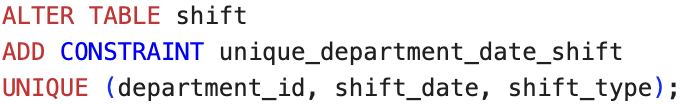 ALTER TABLE shift
ADD CONSTRAINT unique_department_date_shift
UNIQUE (department_id, shift_date, shift_type);